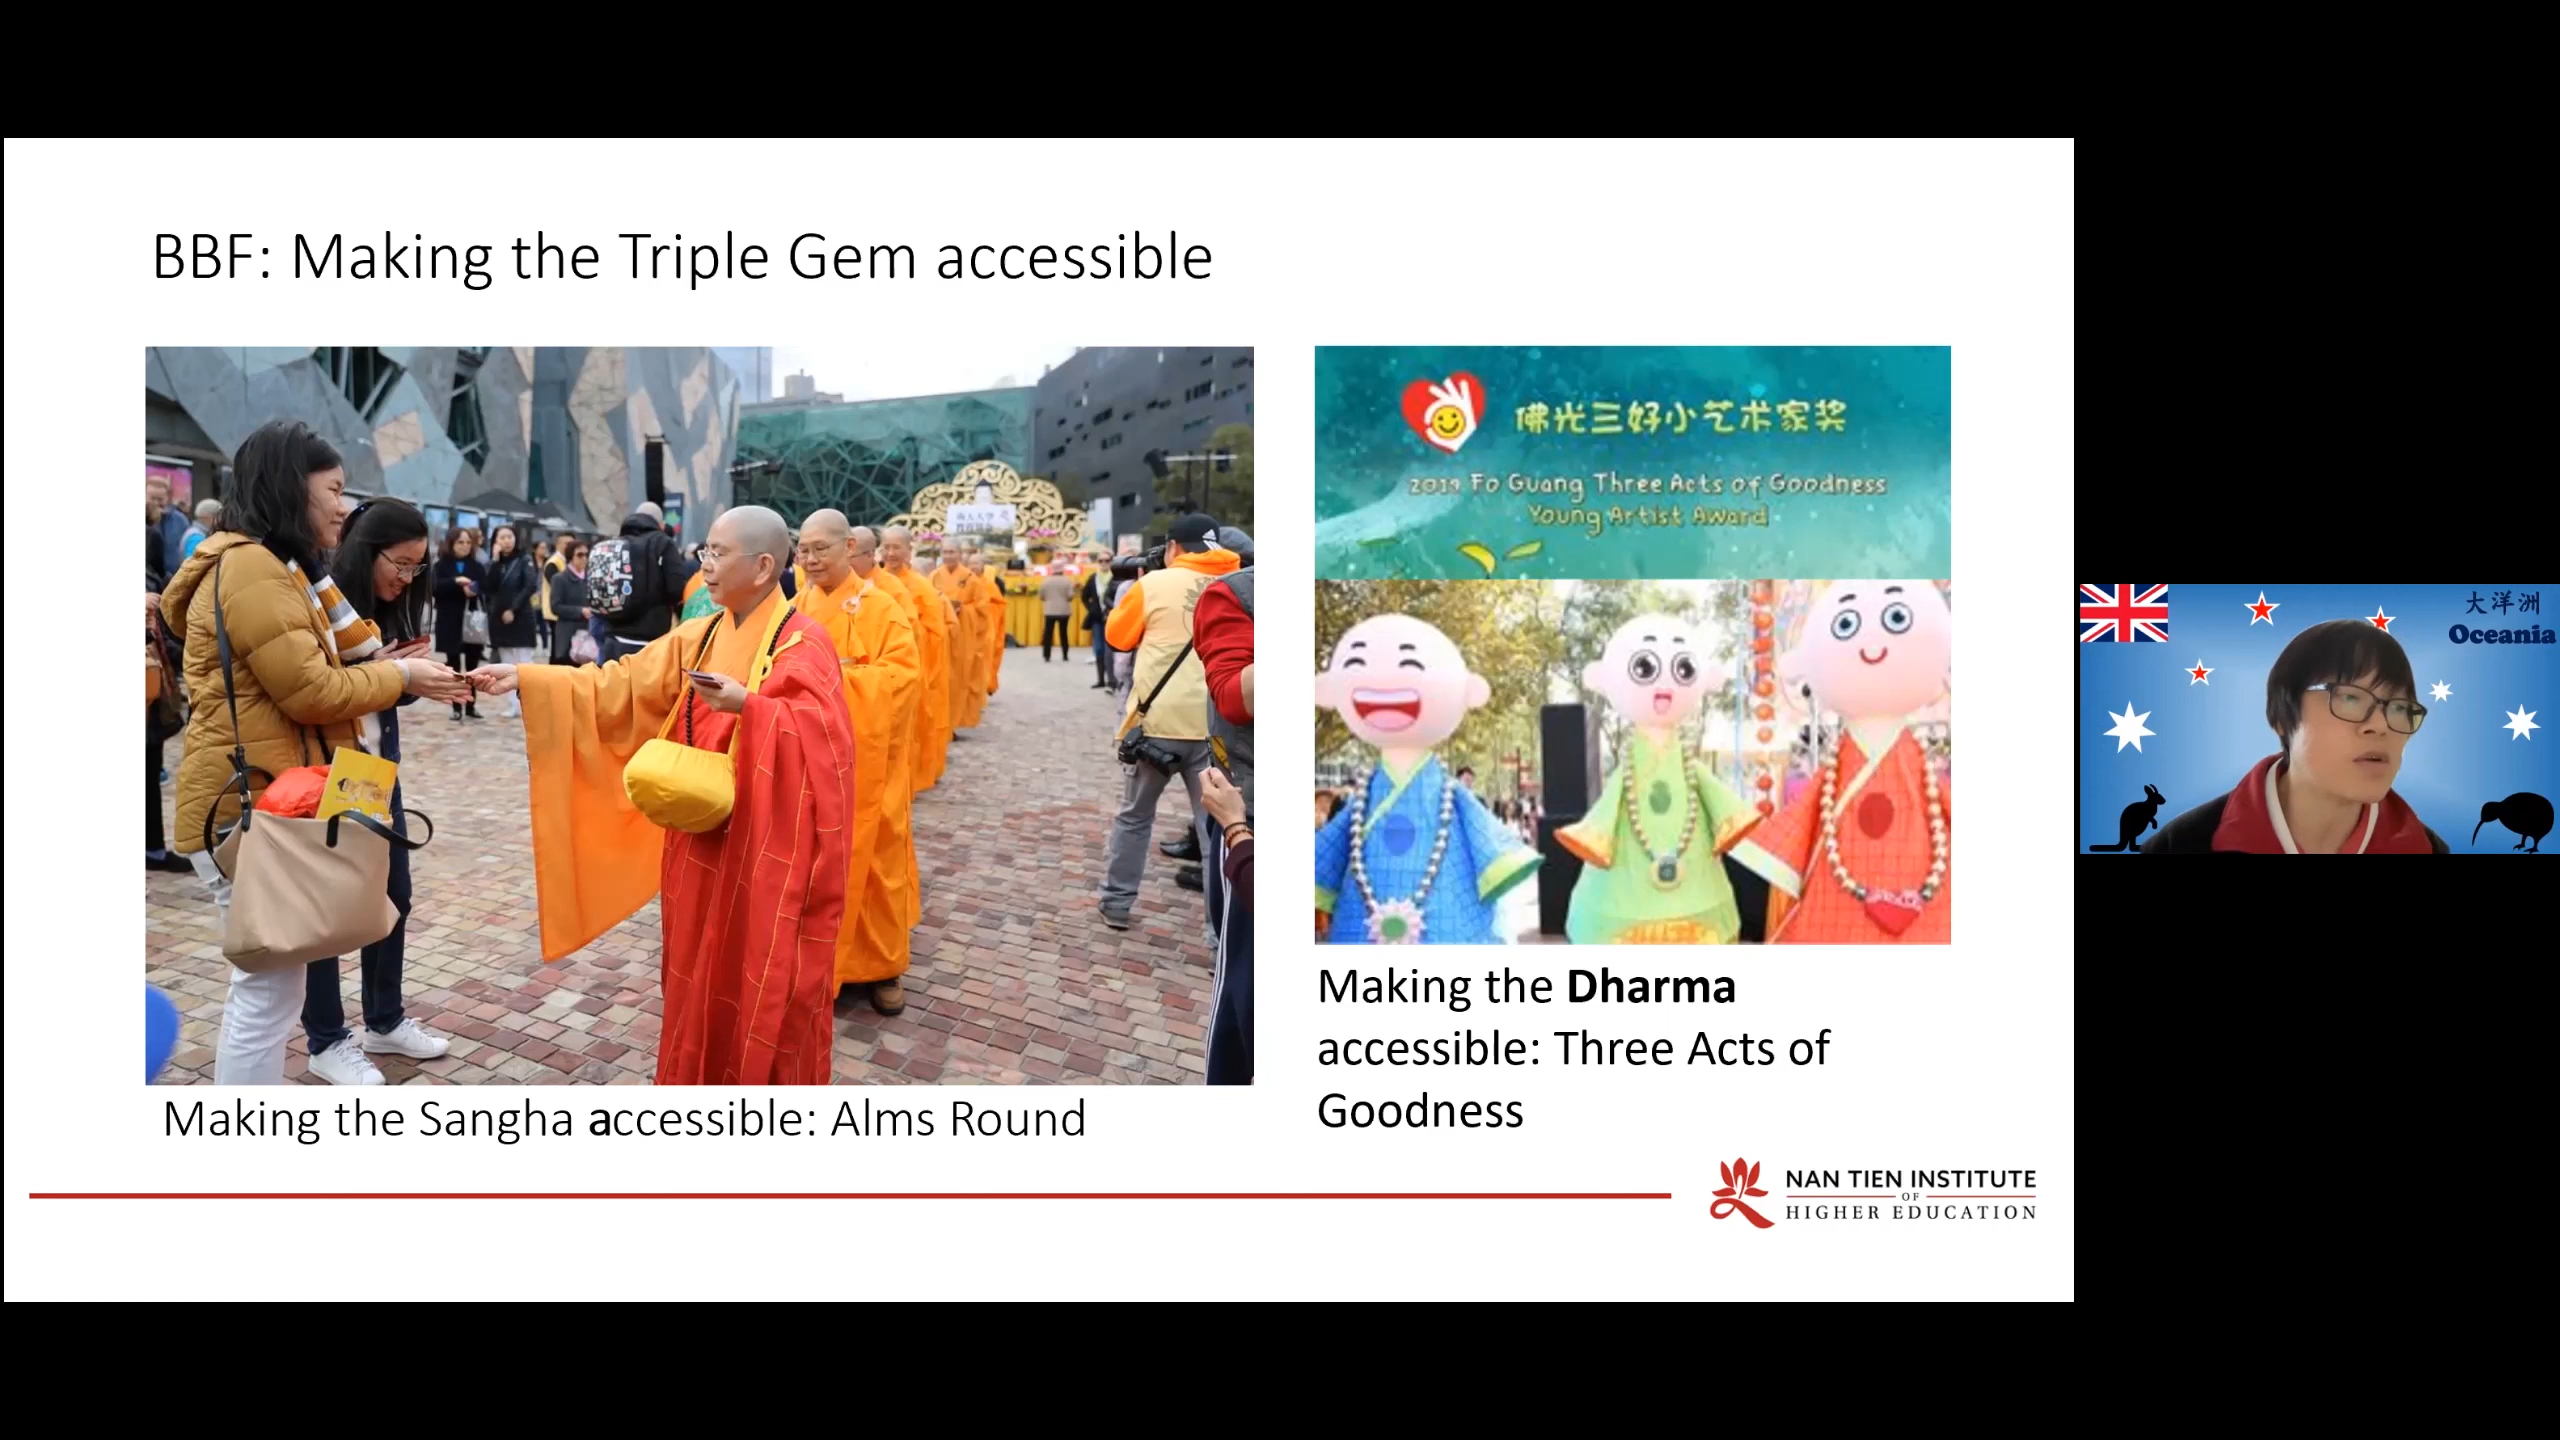 BBF: Making the Triple Gem accessible
佛光三好小艺术家奖
2019 Fo Guang Three Acts of Goodness
Young Artist Award
Making the Dharma
accessible: Three Acts of
Goodness
Making the Sangha accessible: Alms Round
NAN TIEN INSTITUTE
OF
HIGHER EDUCATION
大洋洲
Oceania